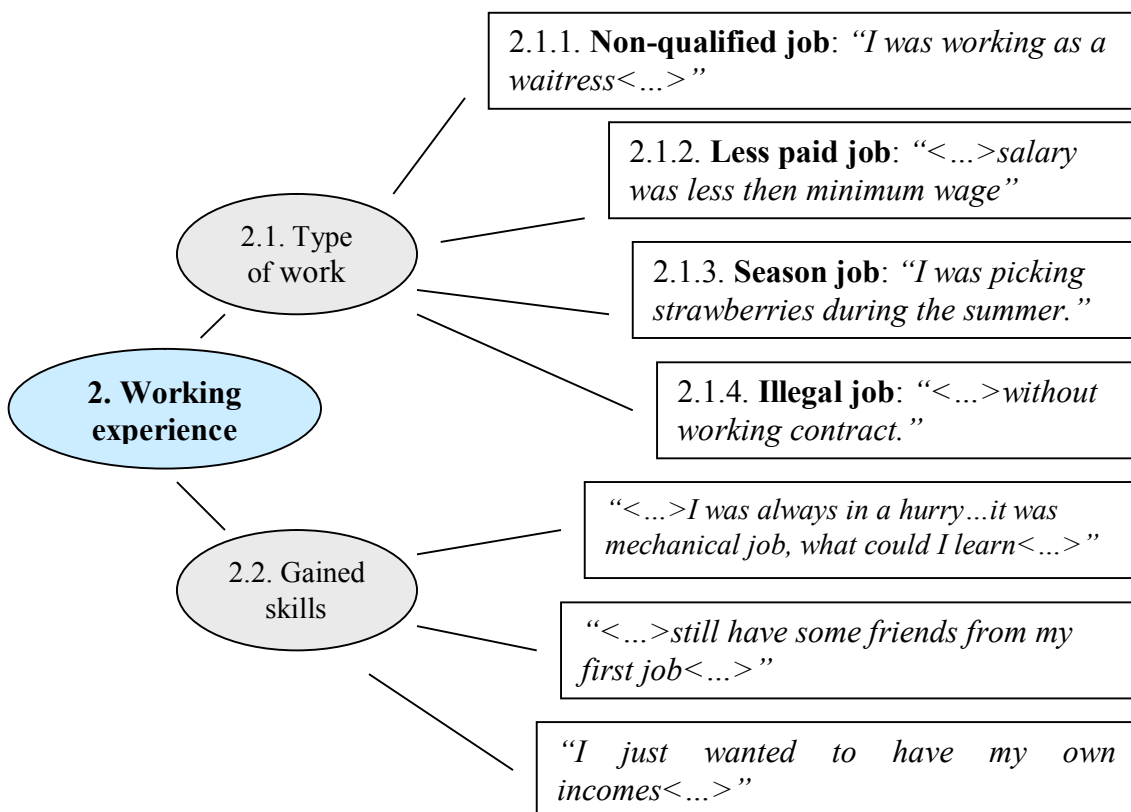 2.1.1. Non-qualified job: “I was working as a
waitress<…>”
2.1.2. Less paid job: “<…>salary
was less then minimum wage”
2.1. Type
of work
2.1.3. Season job: “I was picking
strawberries during the summer.”
2. Working
experience
2.1.4. Illegal job: “<…>without
working contract.”
“<…>I was always in a hurry…it was
mechanical job, what could I learn<…>”
2.2. Gained
skills
“<…>still have some friends from my
first job<…>”
“I just wanted to have my own
incomes<…>”